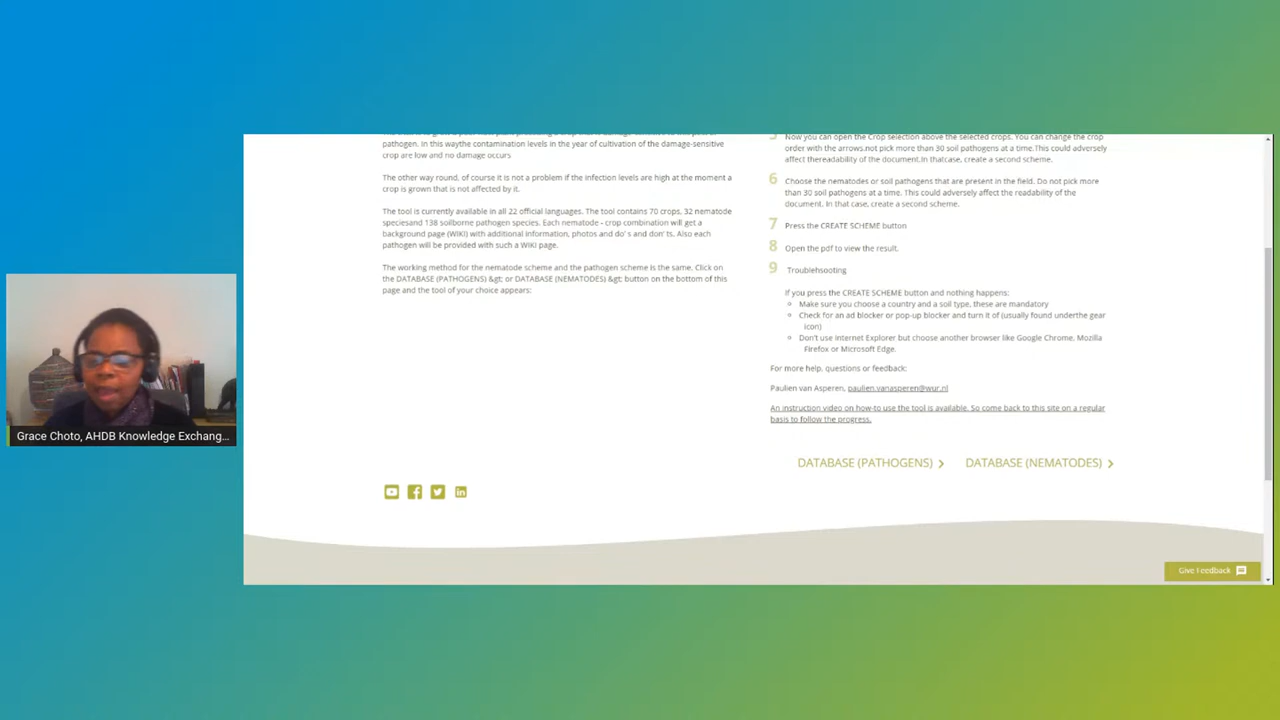 pathogen. In this waythe contamination levels in the year of cultivation of the damage-sensitive
crop are low and no damage occurs
The other way round, of course it is not a problem if the infection levels are high at the moment a
crop is grown that is not affected by it.
The tool is currently available in all 22 official languages. The tool contains 70 crops, 32 nematode
speciesand 138 soilborne pathogen species. Each nematode - crop combination will get a
background page (WIKI) with additional information, photos and do' s and don' ts. Also each
pathogen will be provided with such a WIKI page.
The working method for the nematode scheme and the pathogen scheme is the same. Click on
the DATABASE (PATHOGENS) &gt; or DATABASE (NEMATODES) &gt; button on the bottom of this
page and the tool of your choice appears:
Now you can open the Crop selection above the selected crops. You can change the crop
order with the arrows.not pick more than 30 soil pathogens at a time.This could adversely
affect thereadability of the document.In thatcase, create a second scheme.
6 Choose the nematodes or soil pathogens that are present in the field. Do not pick more
than 30 soil pathogens at a time. This could adversely affect the readability of the
document. In that case, create a second scheme.
7 Press the CREATE SCHEME button
8 Open the pdf to view the result.
9 Troublehsooting
If you press the CREATE SCHEME button and nothing happens:
Make sure you choose a country and a soil type, these are mandatory
Check for an ad blocker or pop-up blocker and turn it of (usually found underthe gear
icon)
Don't use Internet Explorer but choose another browser like Google Chrome, Mozilla
Firefox or Microsoft Edge.
For more help, questions or feedback:
Paulien van Asperen, paulien.vanasperen@wur.nl
An instruction video on how-to use the tool is available. So come back to this site on a regular
basis to follow the progress.
DATABASE (PATHOGENS) DATABASE (NEMATODES)
Give Feedback
Grace Choto, AHDB Knowledge Exchang...